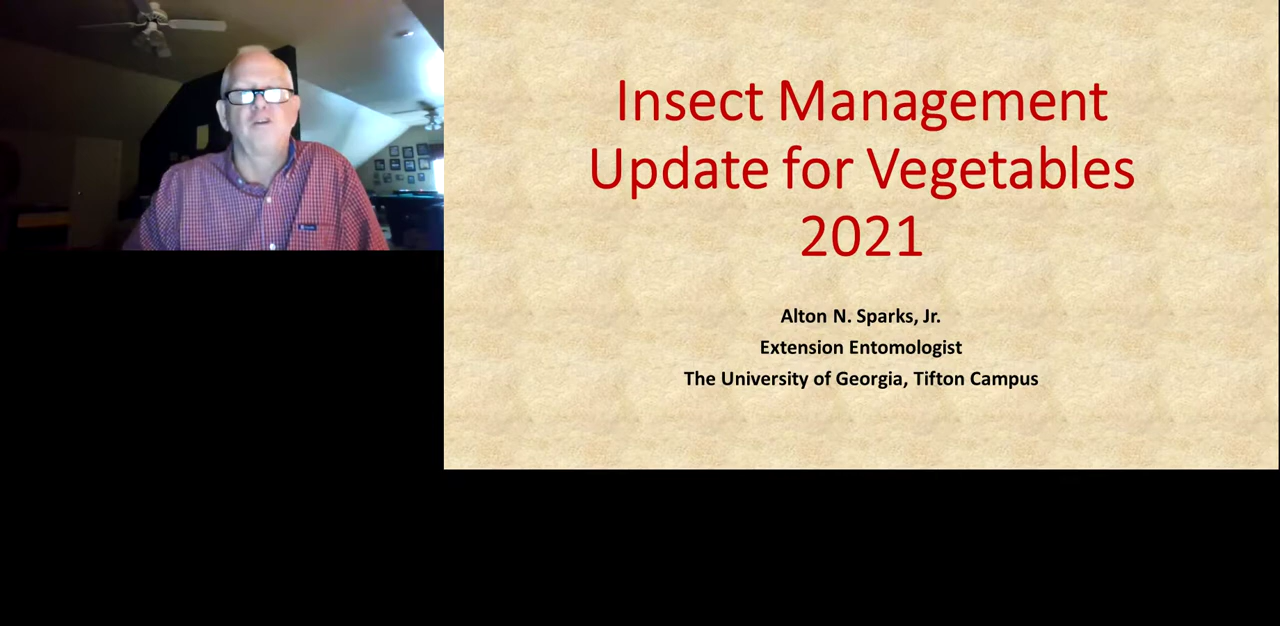 Insect Management
Update for Vegetables
2021
Alton N. Sparks, Jr.
Extension Entomologist
The University of Georgia, Tifton Campus